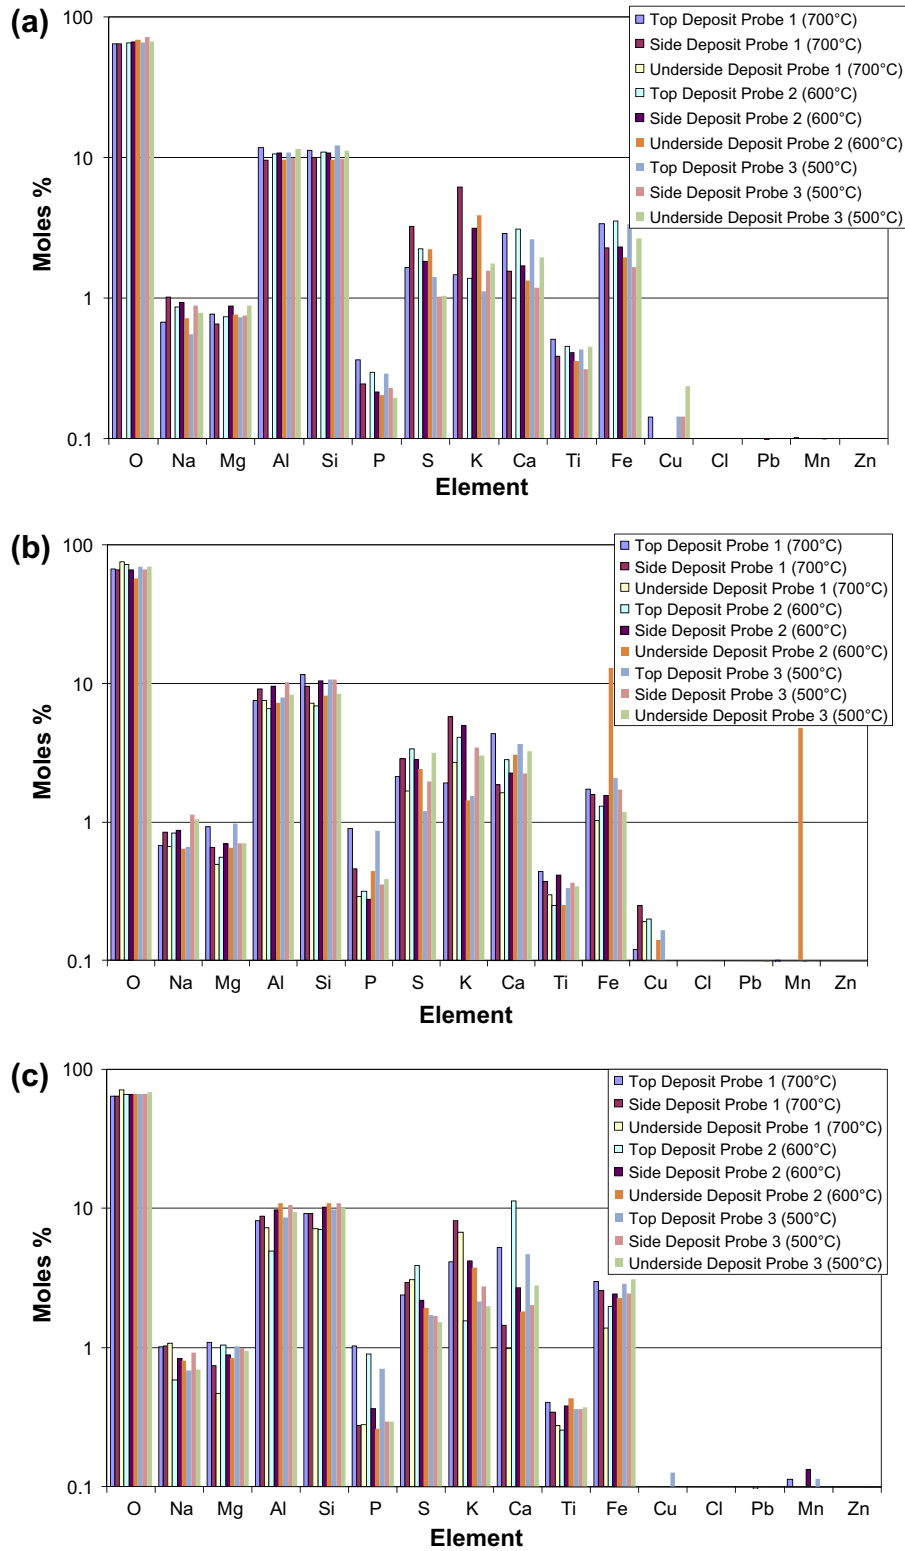 (a)
100
10
1
0.1
Moles %
Top Deposit Probe 1 (700°C)
Side Deposit Probe 1 (700°C)
Underside Deposit Probe 1 (700°C)
Top Deposit Probe 2 (600°C)
Side Deposit Probe 2 (600°C)
Underside Deposit Probe 2 (600°C)
Top Deposit Probe 3 (500°C)
Side Deposit Probe 3 (500°C)
Underside Deposit Probe 3 (500°C)
O Na Mg Al Si P S K Ca Ti Fe Cu Cl Pb Mn Zn
Element
(b)
100
10
1
0.1
Moles %
Top Deposit Probe 1 (700°C)
Side Deposit Probe 1 (700°C)
Underside Deposit Probe 1 (700°C)
Top Deposit Probe 2 (600°C)
Side Deposit Probe 2 (600°C)
Underside Deposit Probe 2 (600°C)
Top Deposit Probe 3 (500°C)
Side Deposit Probe 3 (500°C)
Underside Deposit Probe 3 (500°C)
O Na Mg Al Si P S K Ca Ti Fe Cu Cl Pb Mn Zn
Element
(c)
100
10
1
0.1
Moles %
Top Deposit Probe 1 (700°C)
Side Deposit Probe 1 (700°C)
Underside Deposit Probe 1 (700°C)
Top Deposit Probe 2 (600°C)
Side Deposit Probe 2 (600°C)
Underside Deposit Probe 2 (600°C)
Top Deposit Probe 3 (500°C)
Side Deposit Probe 3 (500°C)
Underside Deposit Probe 3 (500°C)
O Na Mg Al Si P S K Ca Ti Fe Cu Cl Pb Mn Zn
Element